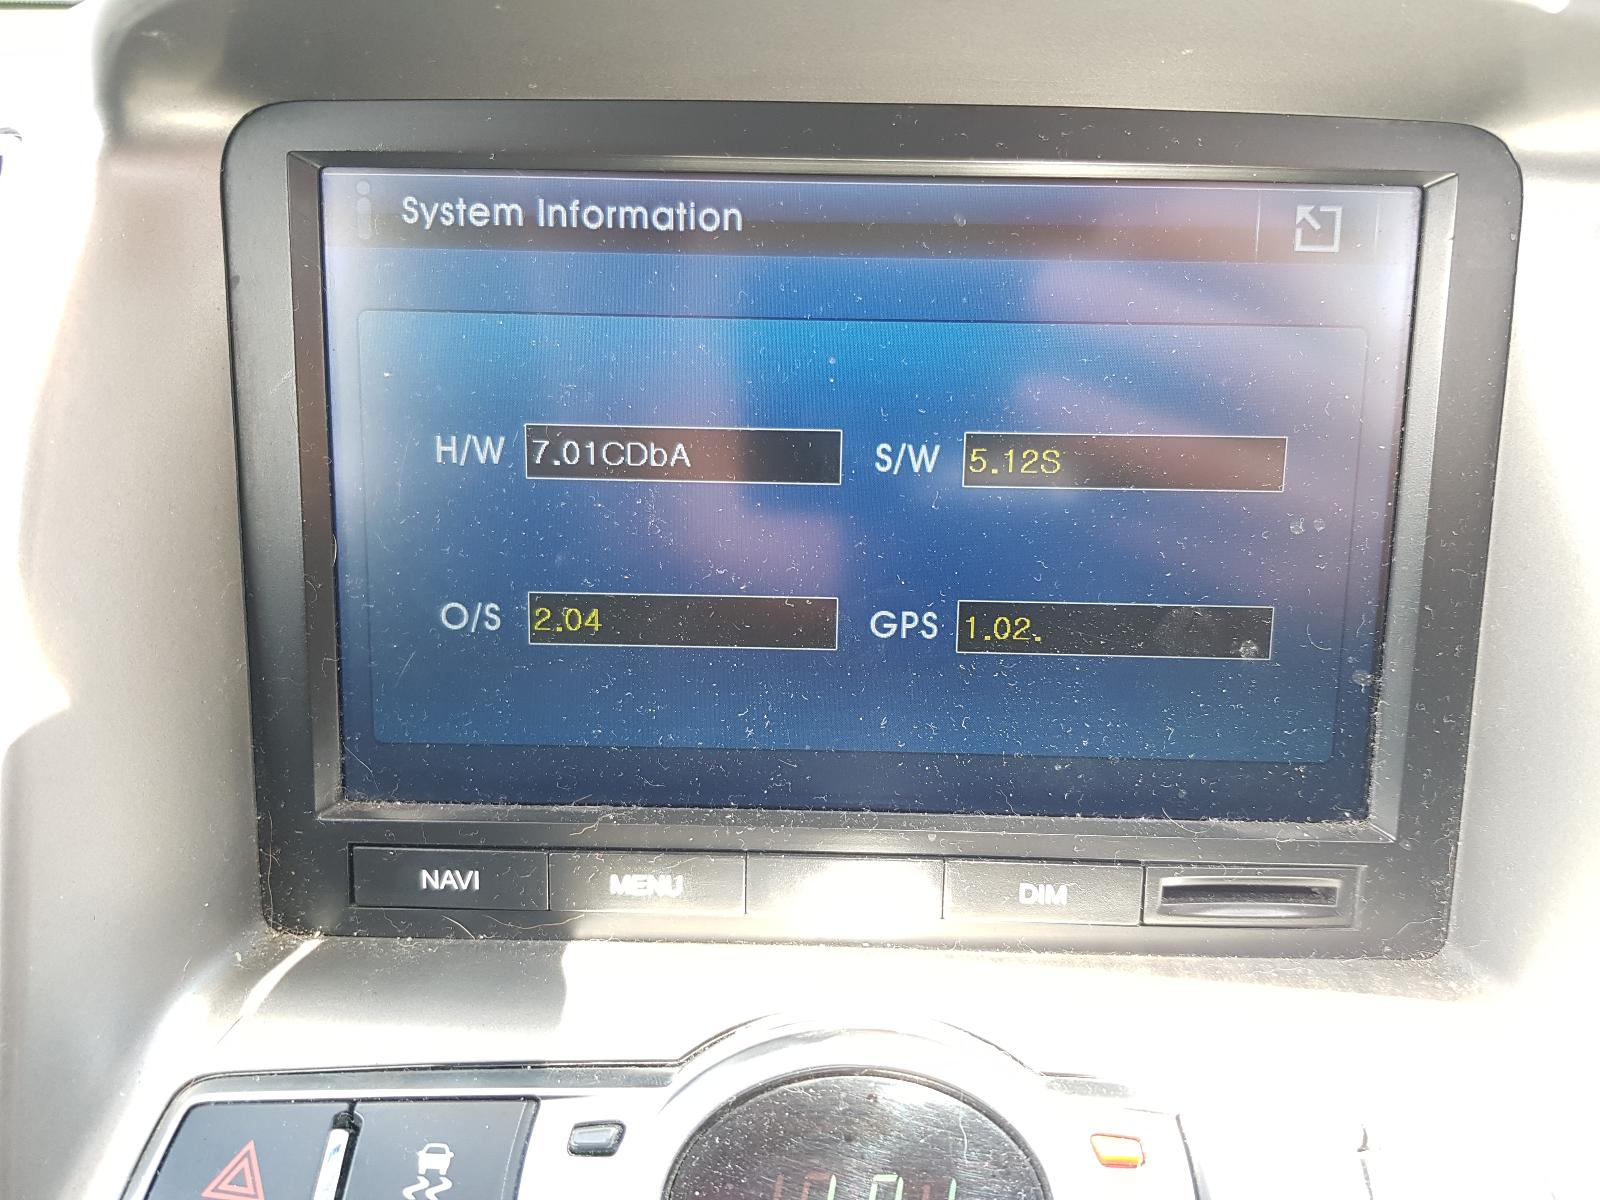 System Information
H/W 7.01CDbA S/W 5.12S
O/S 2.04 GPS 1.02.
NAVI MENU DIM